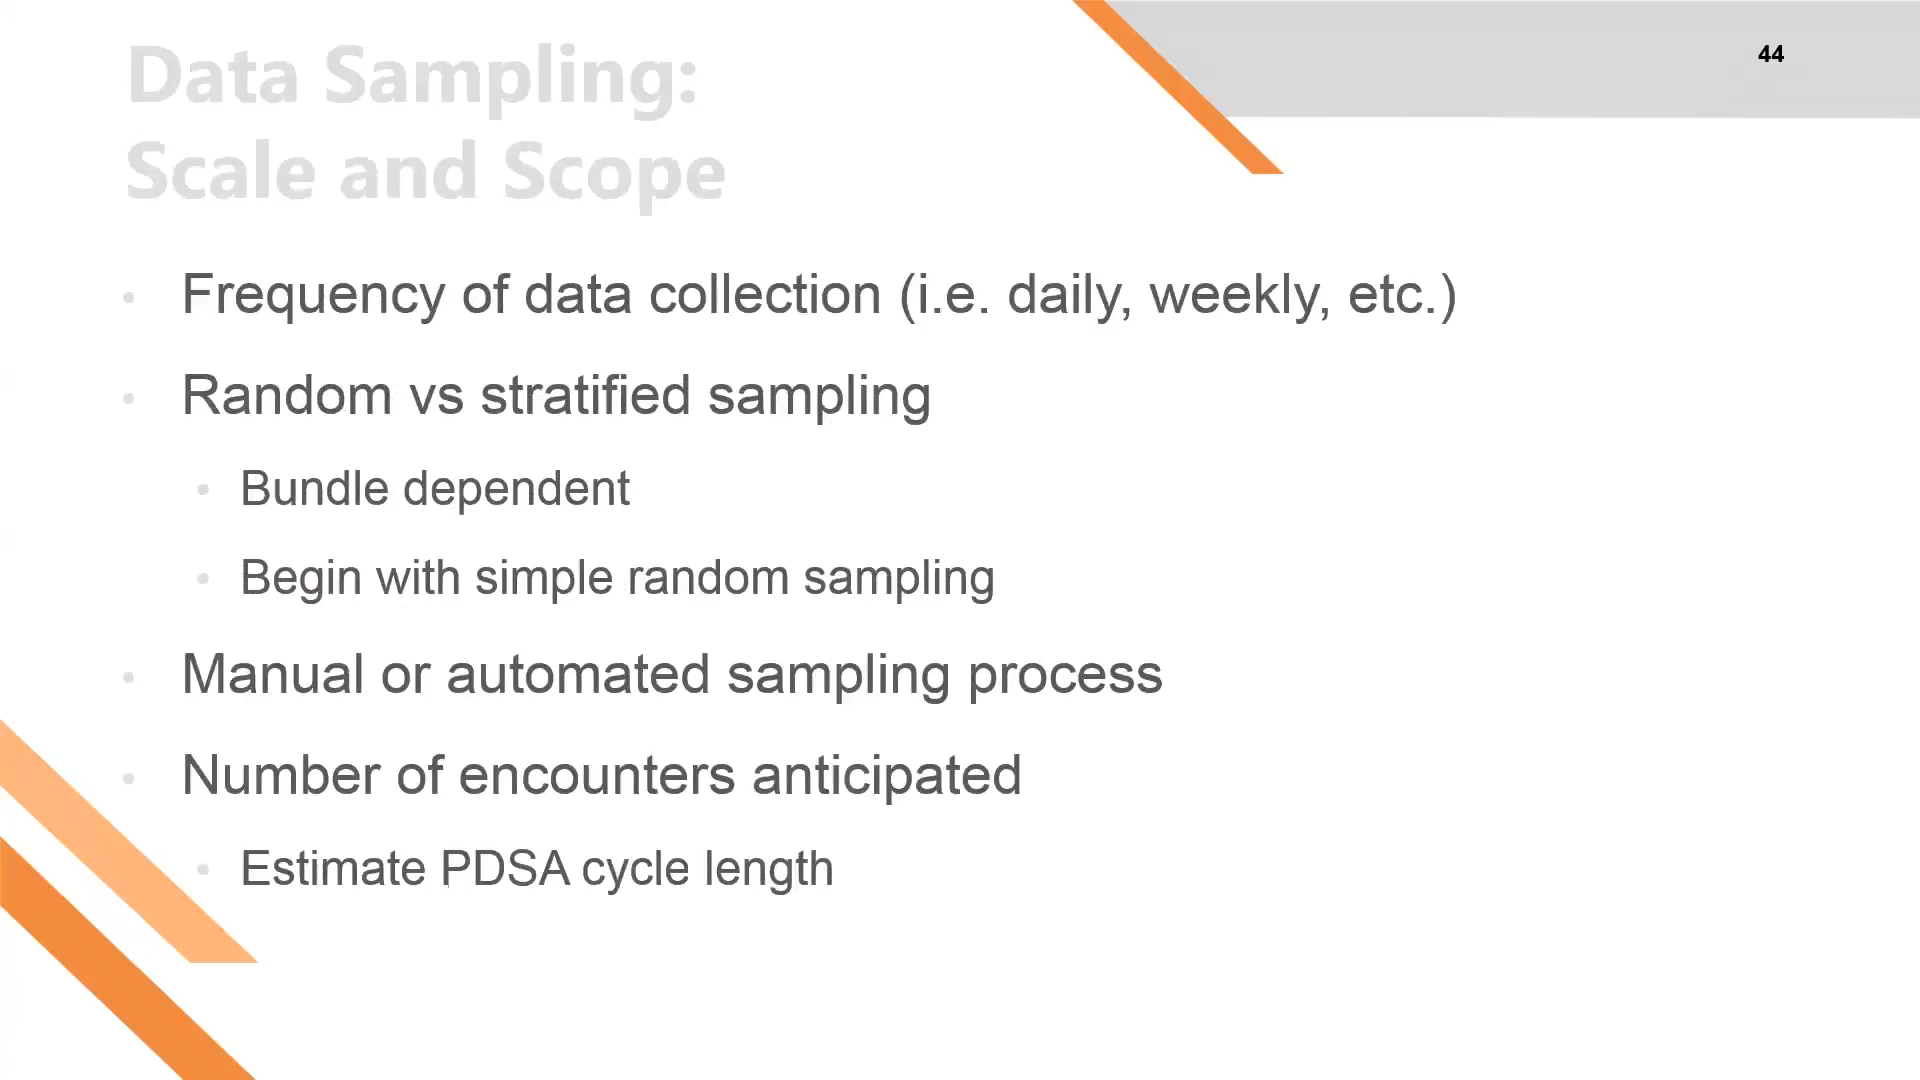 44
Data Sampling:
Scale and Scope
• Frequency of data collection (i.e. daily, weekly, etc.)
• Random vs stratified sampling
• Bundle dependent
• Begin with simple random sampling
• Manual or automated sampling process
• Number of encounters anticipated
• Estimate PDSA cycle length